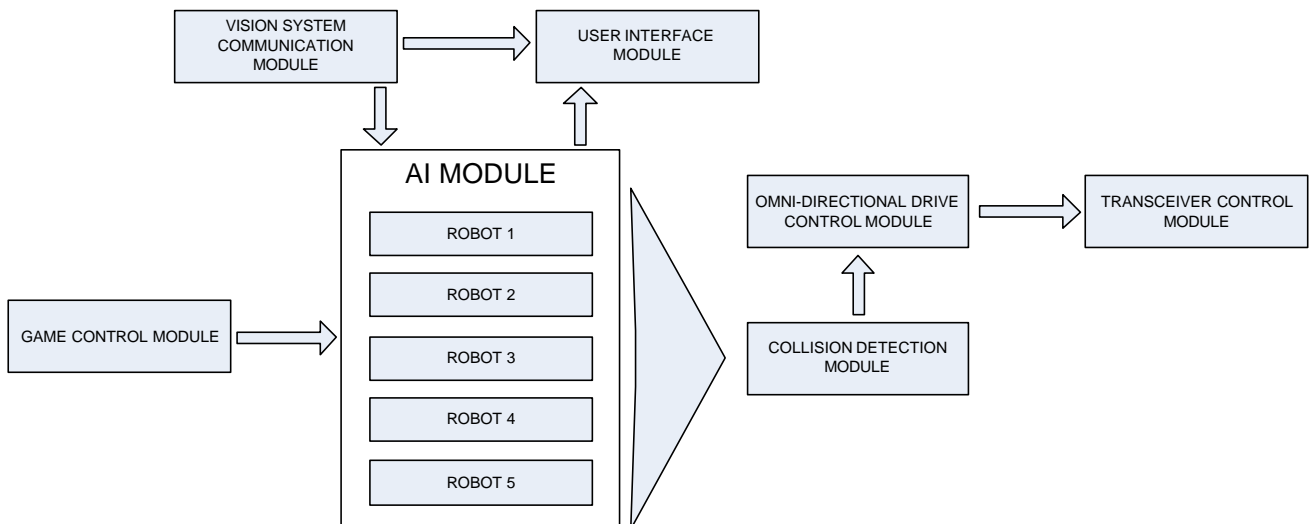 VISION SYSTEM
COMMUNICATION
MODULE
USER INTERFACE
MODULE
AI MODULE
ROBOT 1
ROBOT 2
ROBOT 3
ROBOT 4
ROBOT 5
GAME CONTROL MODULE
OMNI-DIRECTIONAL DRIVE
CONTROL MODULE
TRANSCEIVER CONTROL
MODULE
COLLISION DETECTION
MODULE